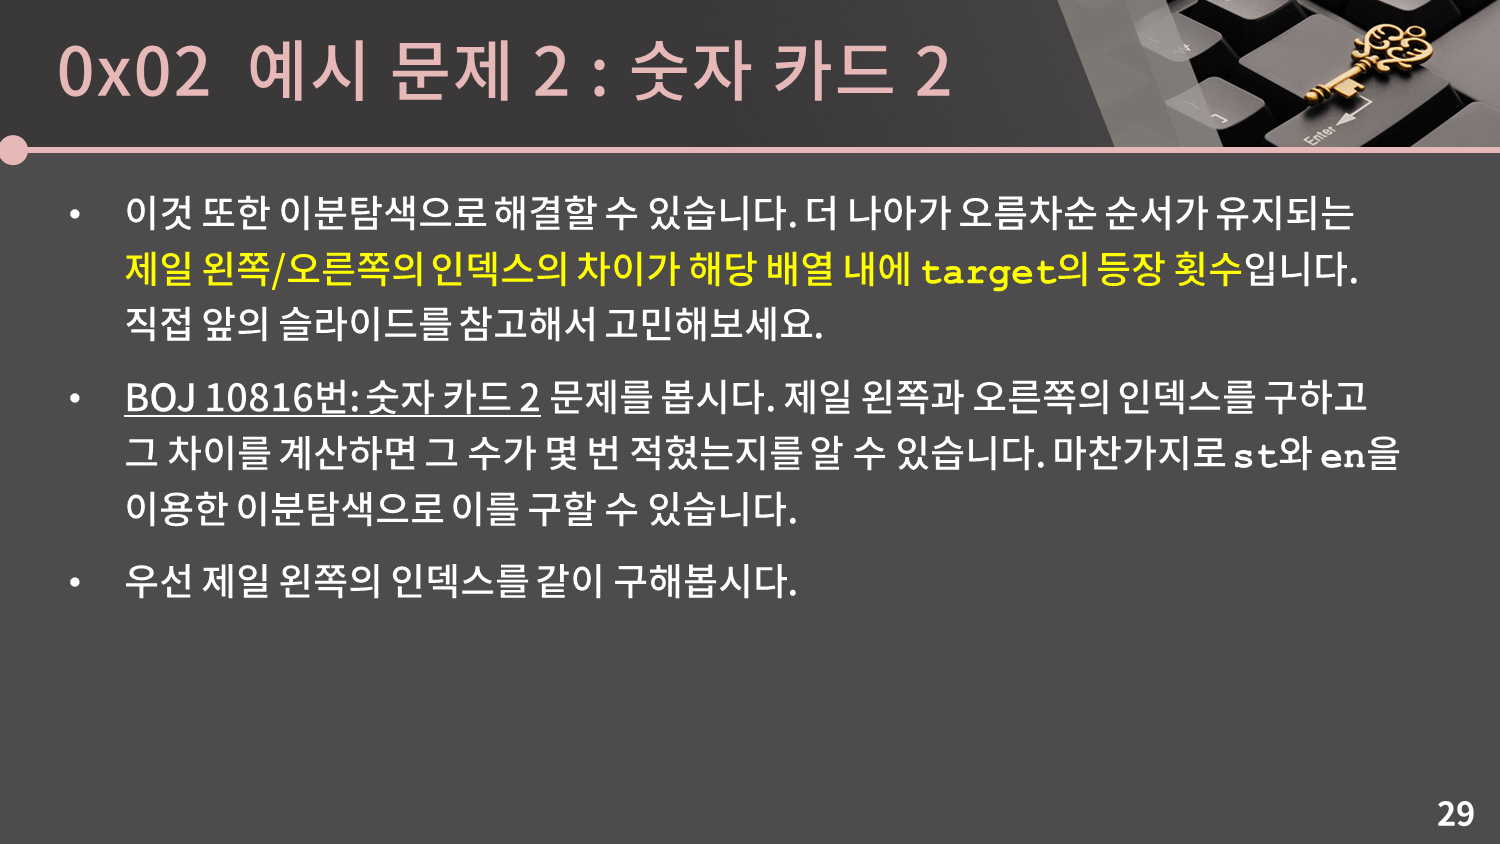 0x02 예시 문제 2 : 숫자 카드 2
Enter
• 이것 또한 이분탐색으로 해결할 수 있습니다. 더 나아가 오름차순 순서가 유지되는
제일 왼쪽/오른쪽의 인덱스의 차이가 해당 배열 내에 target의 등장 횟수입니다.
직접 앞의 슬라이드를 참고해서 고민해보세요.
• BOJ 10816번: 숫자 카드 2 문제를 봅시다. 제일 왼쪽과 오른쪽의 인덱스를 구하고
그 차이를 계산하면 그 수가 몇 번 적혔는지를 알 수 있습니다. 마찬가지로 st와 en을
이용한 이분탐색으로 이를 구할 수 있습니다.
• 우선 제일 왼쪽의 인덱스를 같이 구해봅시다.
29